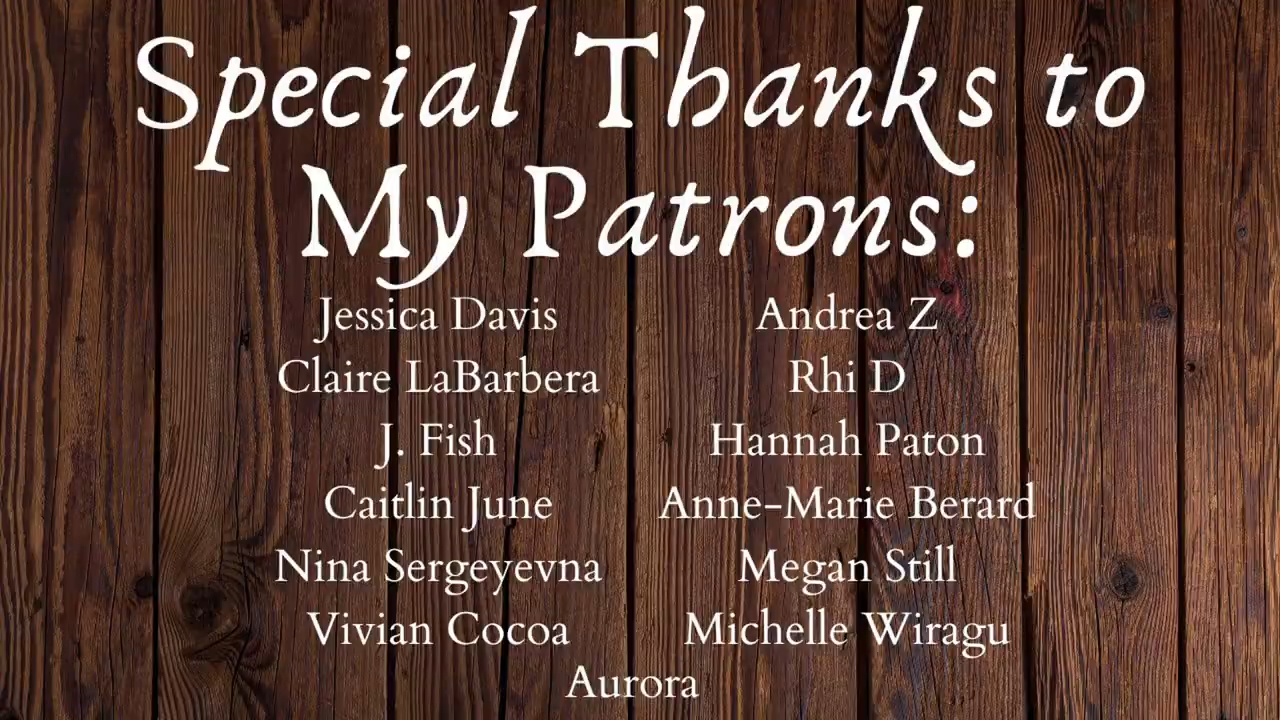 Special Thanks to
My Patrons:
Jessica Davis
Claire LaBarbera
J. Fish
Caitlin June
Nina Sergeyevna
Vivian Cocoa
Andrea Z
Rhi D
Hannah Paton
Anne-Marie Berard
Megan Still
Michelle Wiragu
Aurora